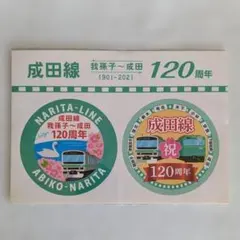 成田線
我孫子～成田
1901-2021
120周年
NARITA-LINE
成田線
我孫子～成田
120周年
ABIKO-NARITA
成田線
祝
120周年